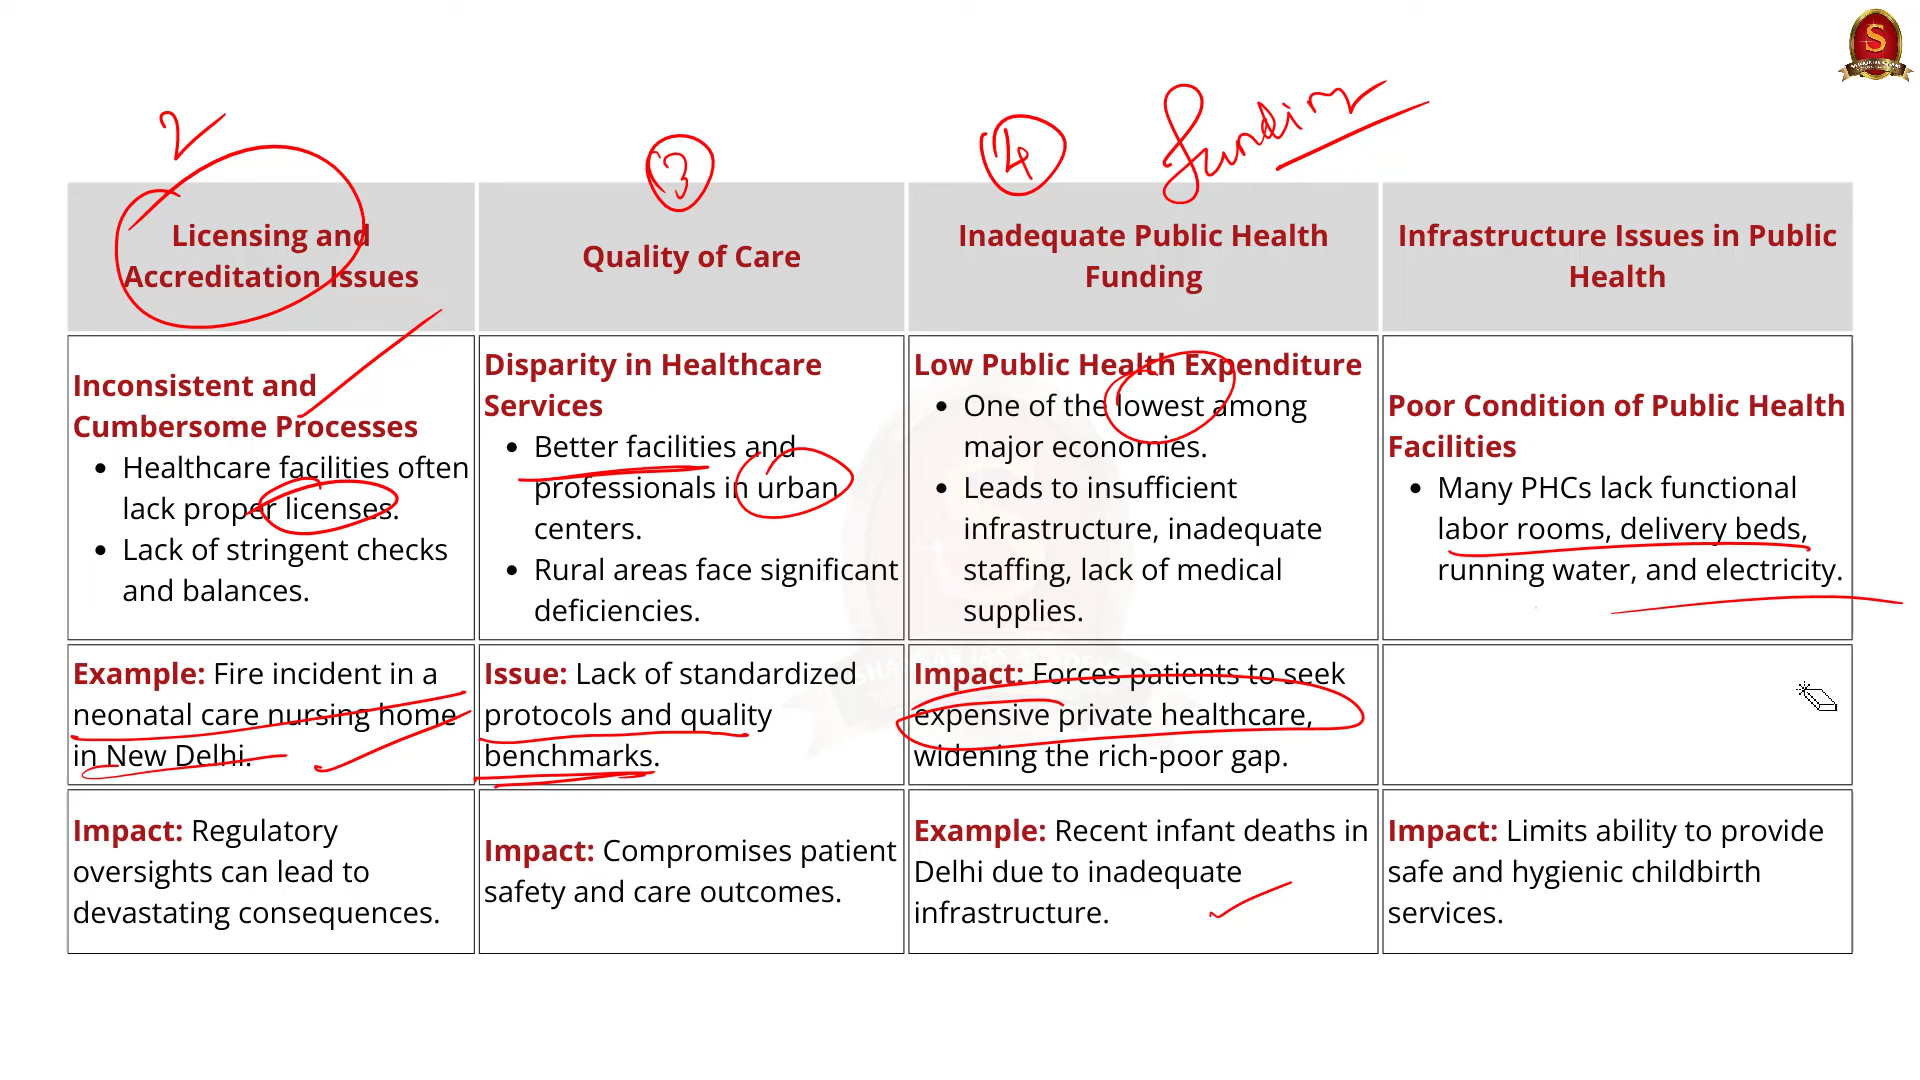 2
3
4
Funding
Licensing and
Accreditation Issues
Quality of Care
Inadequate Public Health
Funding
Infrastructure Issues in Public
Health
Inconsistent and
Cumbersome Processes
• Healthcare facilities often
lack proper licenses.
• Lack of stringent checks
and balances.
Disparity in Healthcare
Services
• Better facilities and
professionals in urban
centers.
• Rural areas face significant
deficiencies.
Low Public Health Expenditure
• One of the lowest among
major economies.
• Leads to insufficient
infrastructure, inadequate
staffing, lack of medical
supplies.
Poor Condition of Public Health
Facilities
• Many PHCs lack functional
labor rooms, delivery beds,
running water, and electricity.
Example: Fire incident in a
neonatal care nursing home
in New Delhi.
Issue: Lack of standardized
protocols and quality
benchmarks.
Impact: Forces patients to seek
expensive private healthcare,
widening the rich-poor gap.
Impact: Regulatory
oversights can lead to
devastating consequences.
Impact: Compromises patient
safety and care outcomes.
Example: Recent infant deaths in
Delhi due to inadequate
infrastructure.
Impact: Limits ability to provide
safe and hygienic childbirth
services.